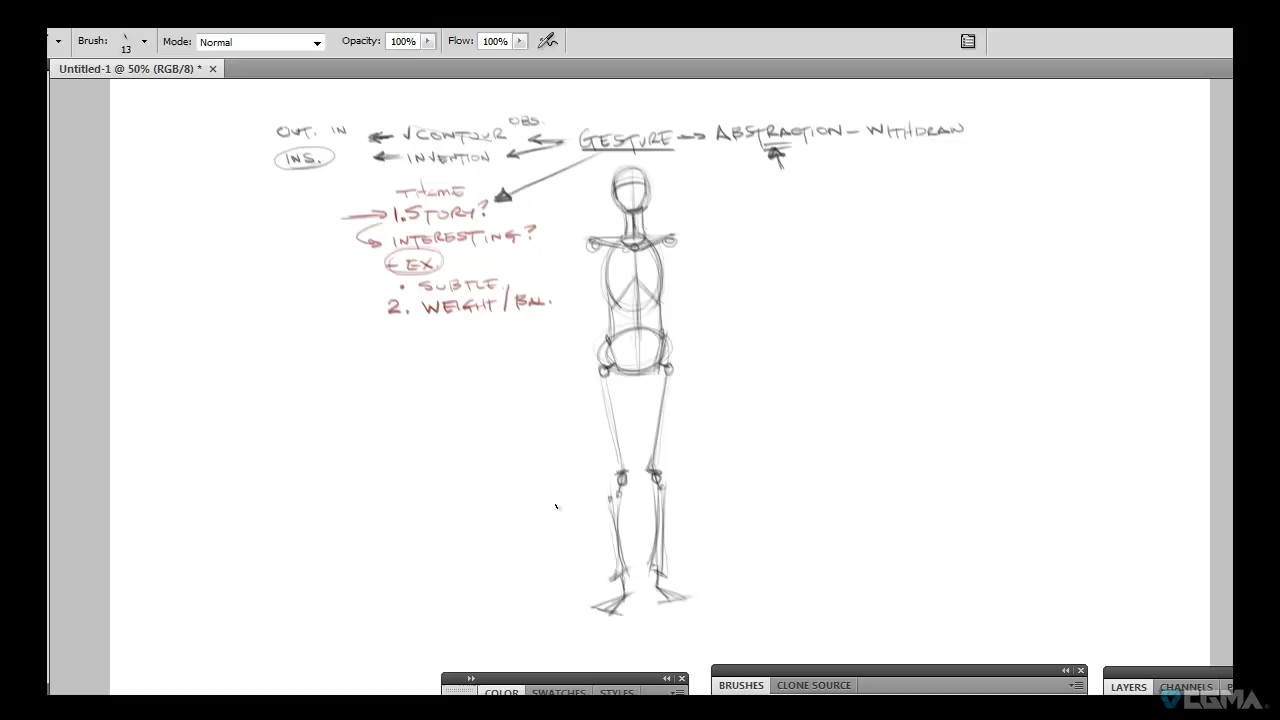 Brush: 13 Mode: Normal Opacity: 100% Flow: 100%
Untitled-1 @ 50% (RGB/8) *
OUT. IN √CONTOUR OBS. GESTURE ABSTRACTION - WITHDRAW
INS. INVENTION
THEME
1. STORY?
INTERESTING?
- EX.
• SUBTLE
2. WEIGHT/BAL.
COLOR SWATCHES STYLES
BRUSHES CLONE SOURCE
LAYERS CHANNELS P
CGMA.